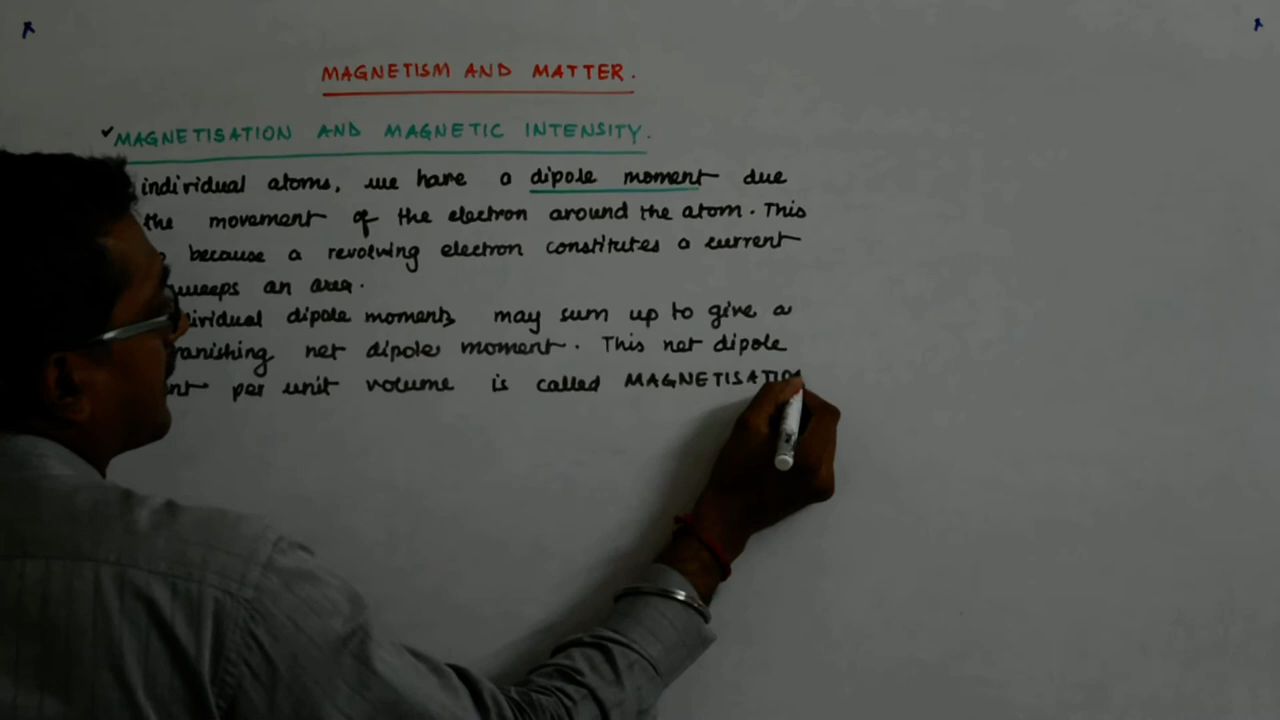 MAGNETISM AND MATTER.
MAGNETISATION AND MAGNETIC INTENSITY.
individual atoms, we have a dipole moment due
the movement of the electron around the atom. This
because a revolving electron constitutes a current
sweeps an area.
dipole moments may sum up to give a
net dipole moment. This net dipole
per unit volume is called MAGNETISATION